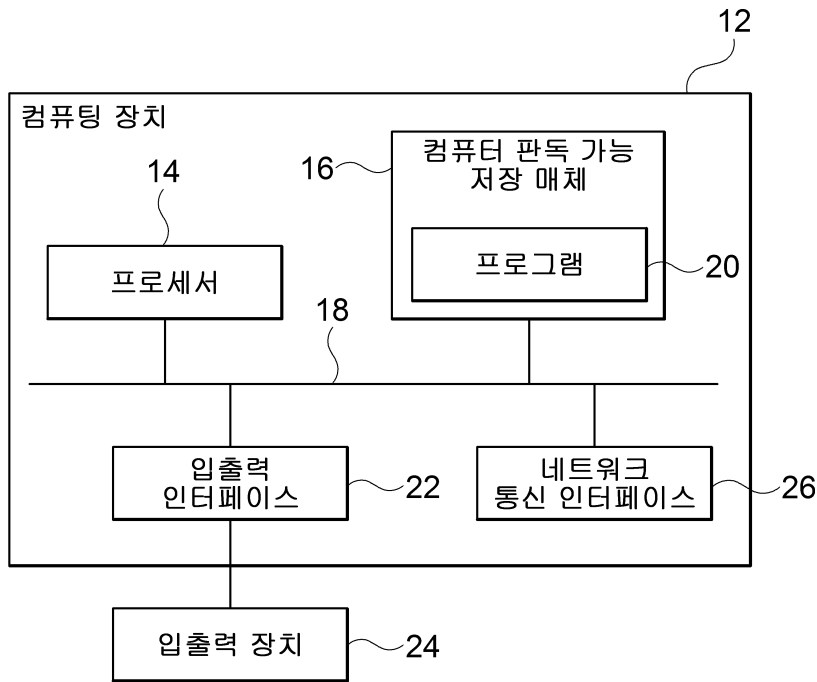 12
컴퓨팅 장치
14
16
컴퓨터 판독 가능
저장 매체
프로세서
프로그램
20
18
입출력
인터페이스
22
네트워크
통신 인터페이스
26
입출력 장치
24